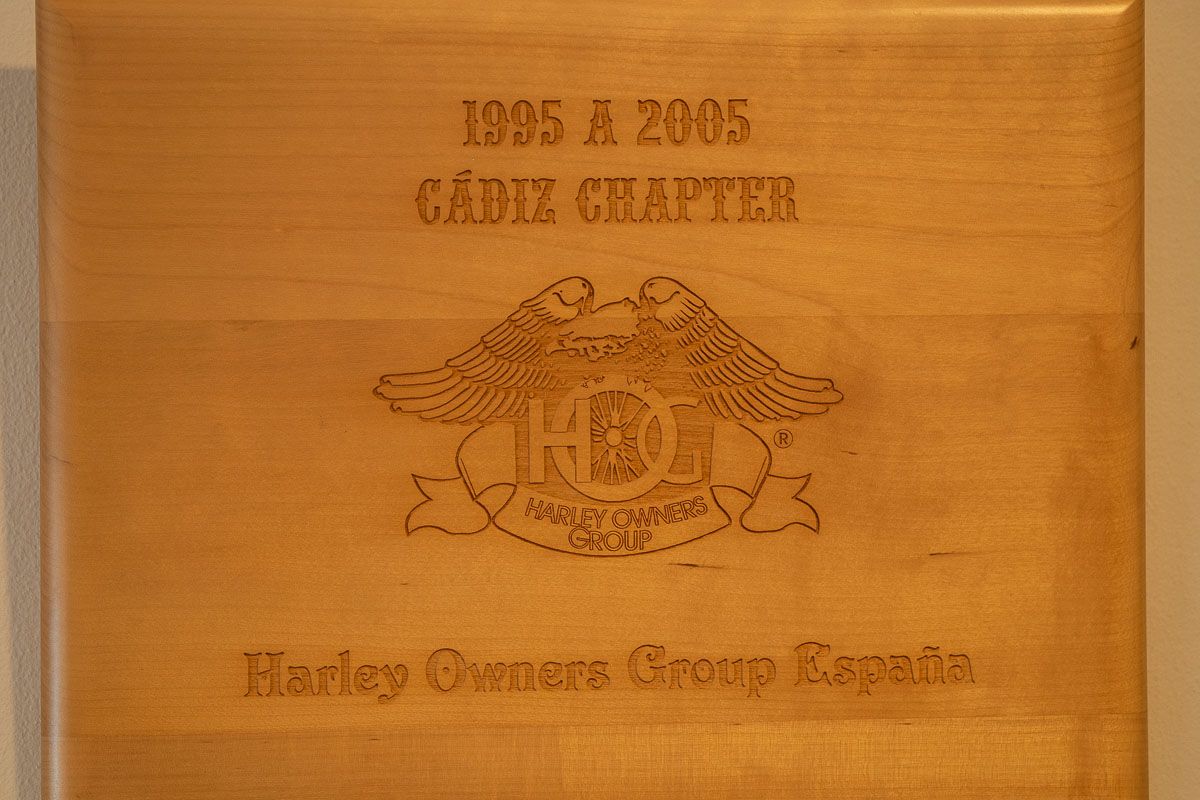 1995 A 2005
CÁDIZ CHAPTER
HOG
®
HARLEY OWNERS
GROUP
Harley Owners Group España